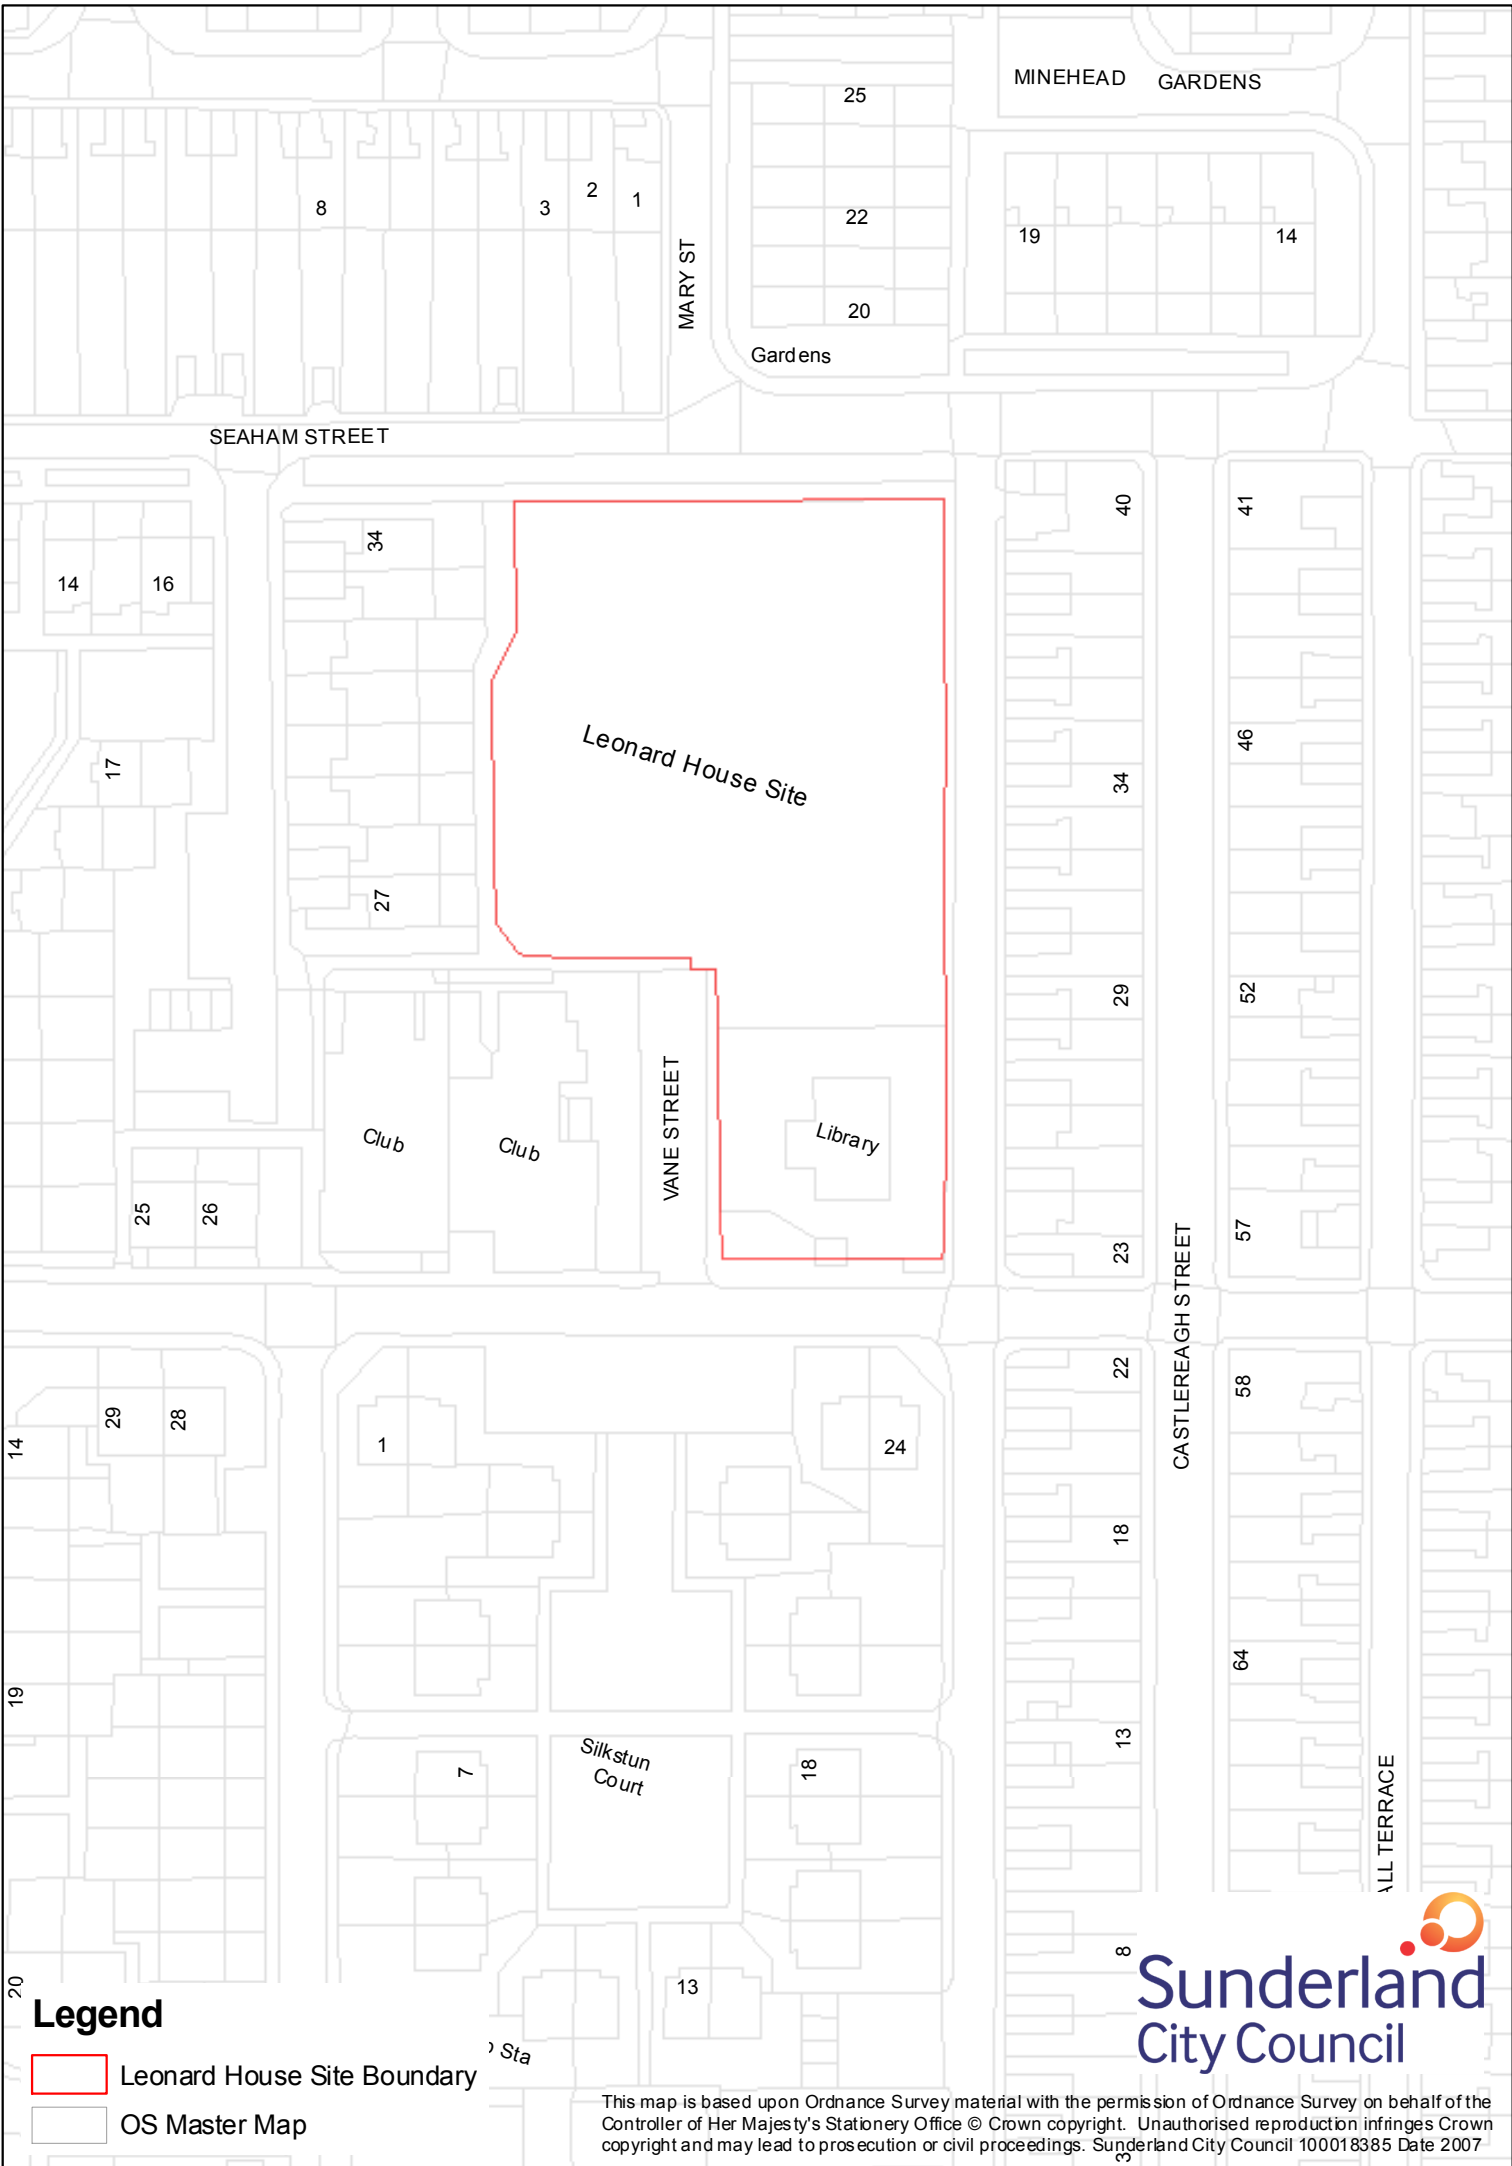 MINEHEAD GARDENS
25
8
3
2
1
22
19
14
MARY ST
20
Gardens
SEAHAM STREET
34
40
41
14
16
Leonard House Site
46
17
34
27
29
52
VANE STREET
Club
Club
Library
25
26
23
57
CASTLEREAGH STREET
22
58
29
28
14
1
24
18
64
19
13
7
Silkstun
Court
18
ALL TERRACE
8
20
13
Sta
Sunderland
City Council
Legend
Leonard House Site Boundary
OS Master Map
This map is based upon Ordnance Survey material with the permission of Ordnance Survey on behalf of the
Controller of Her Majesty's Stationery Office © Crown copyright. Unauthorised reproduction infringes Crown
copyright and may lead to prosecution or civil proceedings. Sunderland City Council 100018385 Date 2007
3